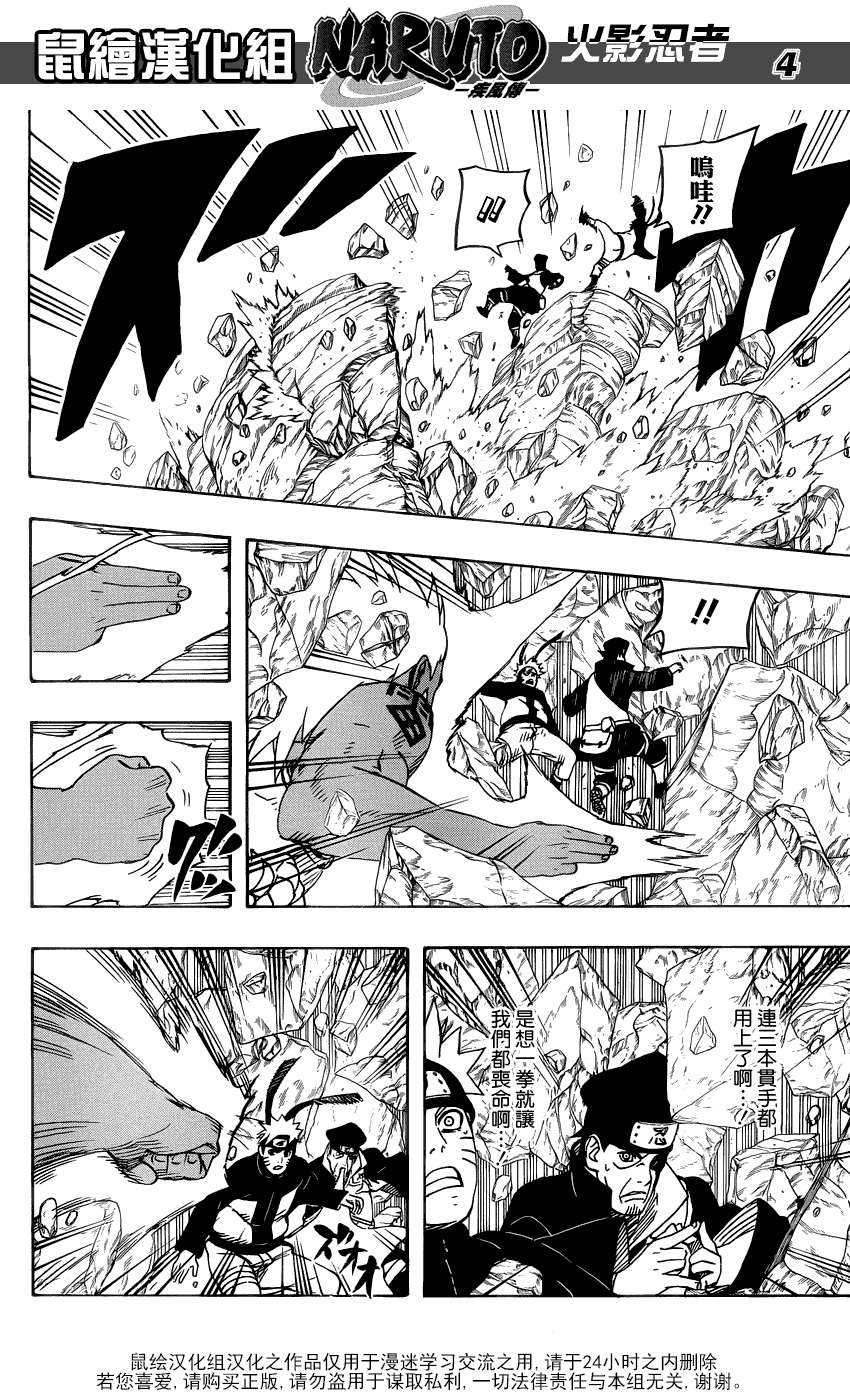 鼠繪漢化組
NARUTO
—疾風傳—
火影忍者
4
嗚哇!!
!!
ズガ
!!
グッ
連三本貫手都
用上了啊…!
是想一拳就讓
我們都喪命啊…
ズオオオ
忍
鼠绘汉化组汉化之作品仅用于漫迷学习交流之用,请于24小时之内删除
若您喜爱,请购买正版,请勿盗用于谋取私利,一切法律责任与本组无关,谢谢。